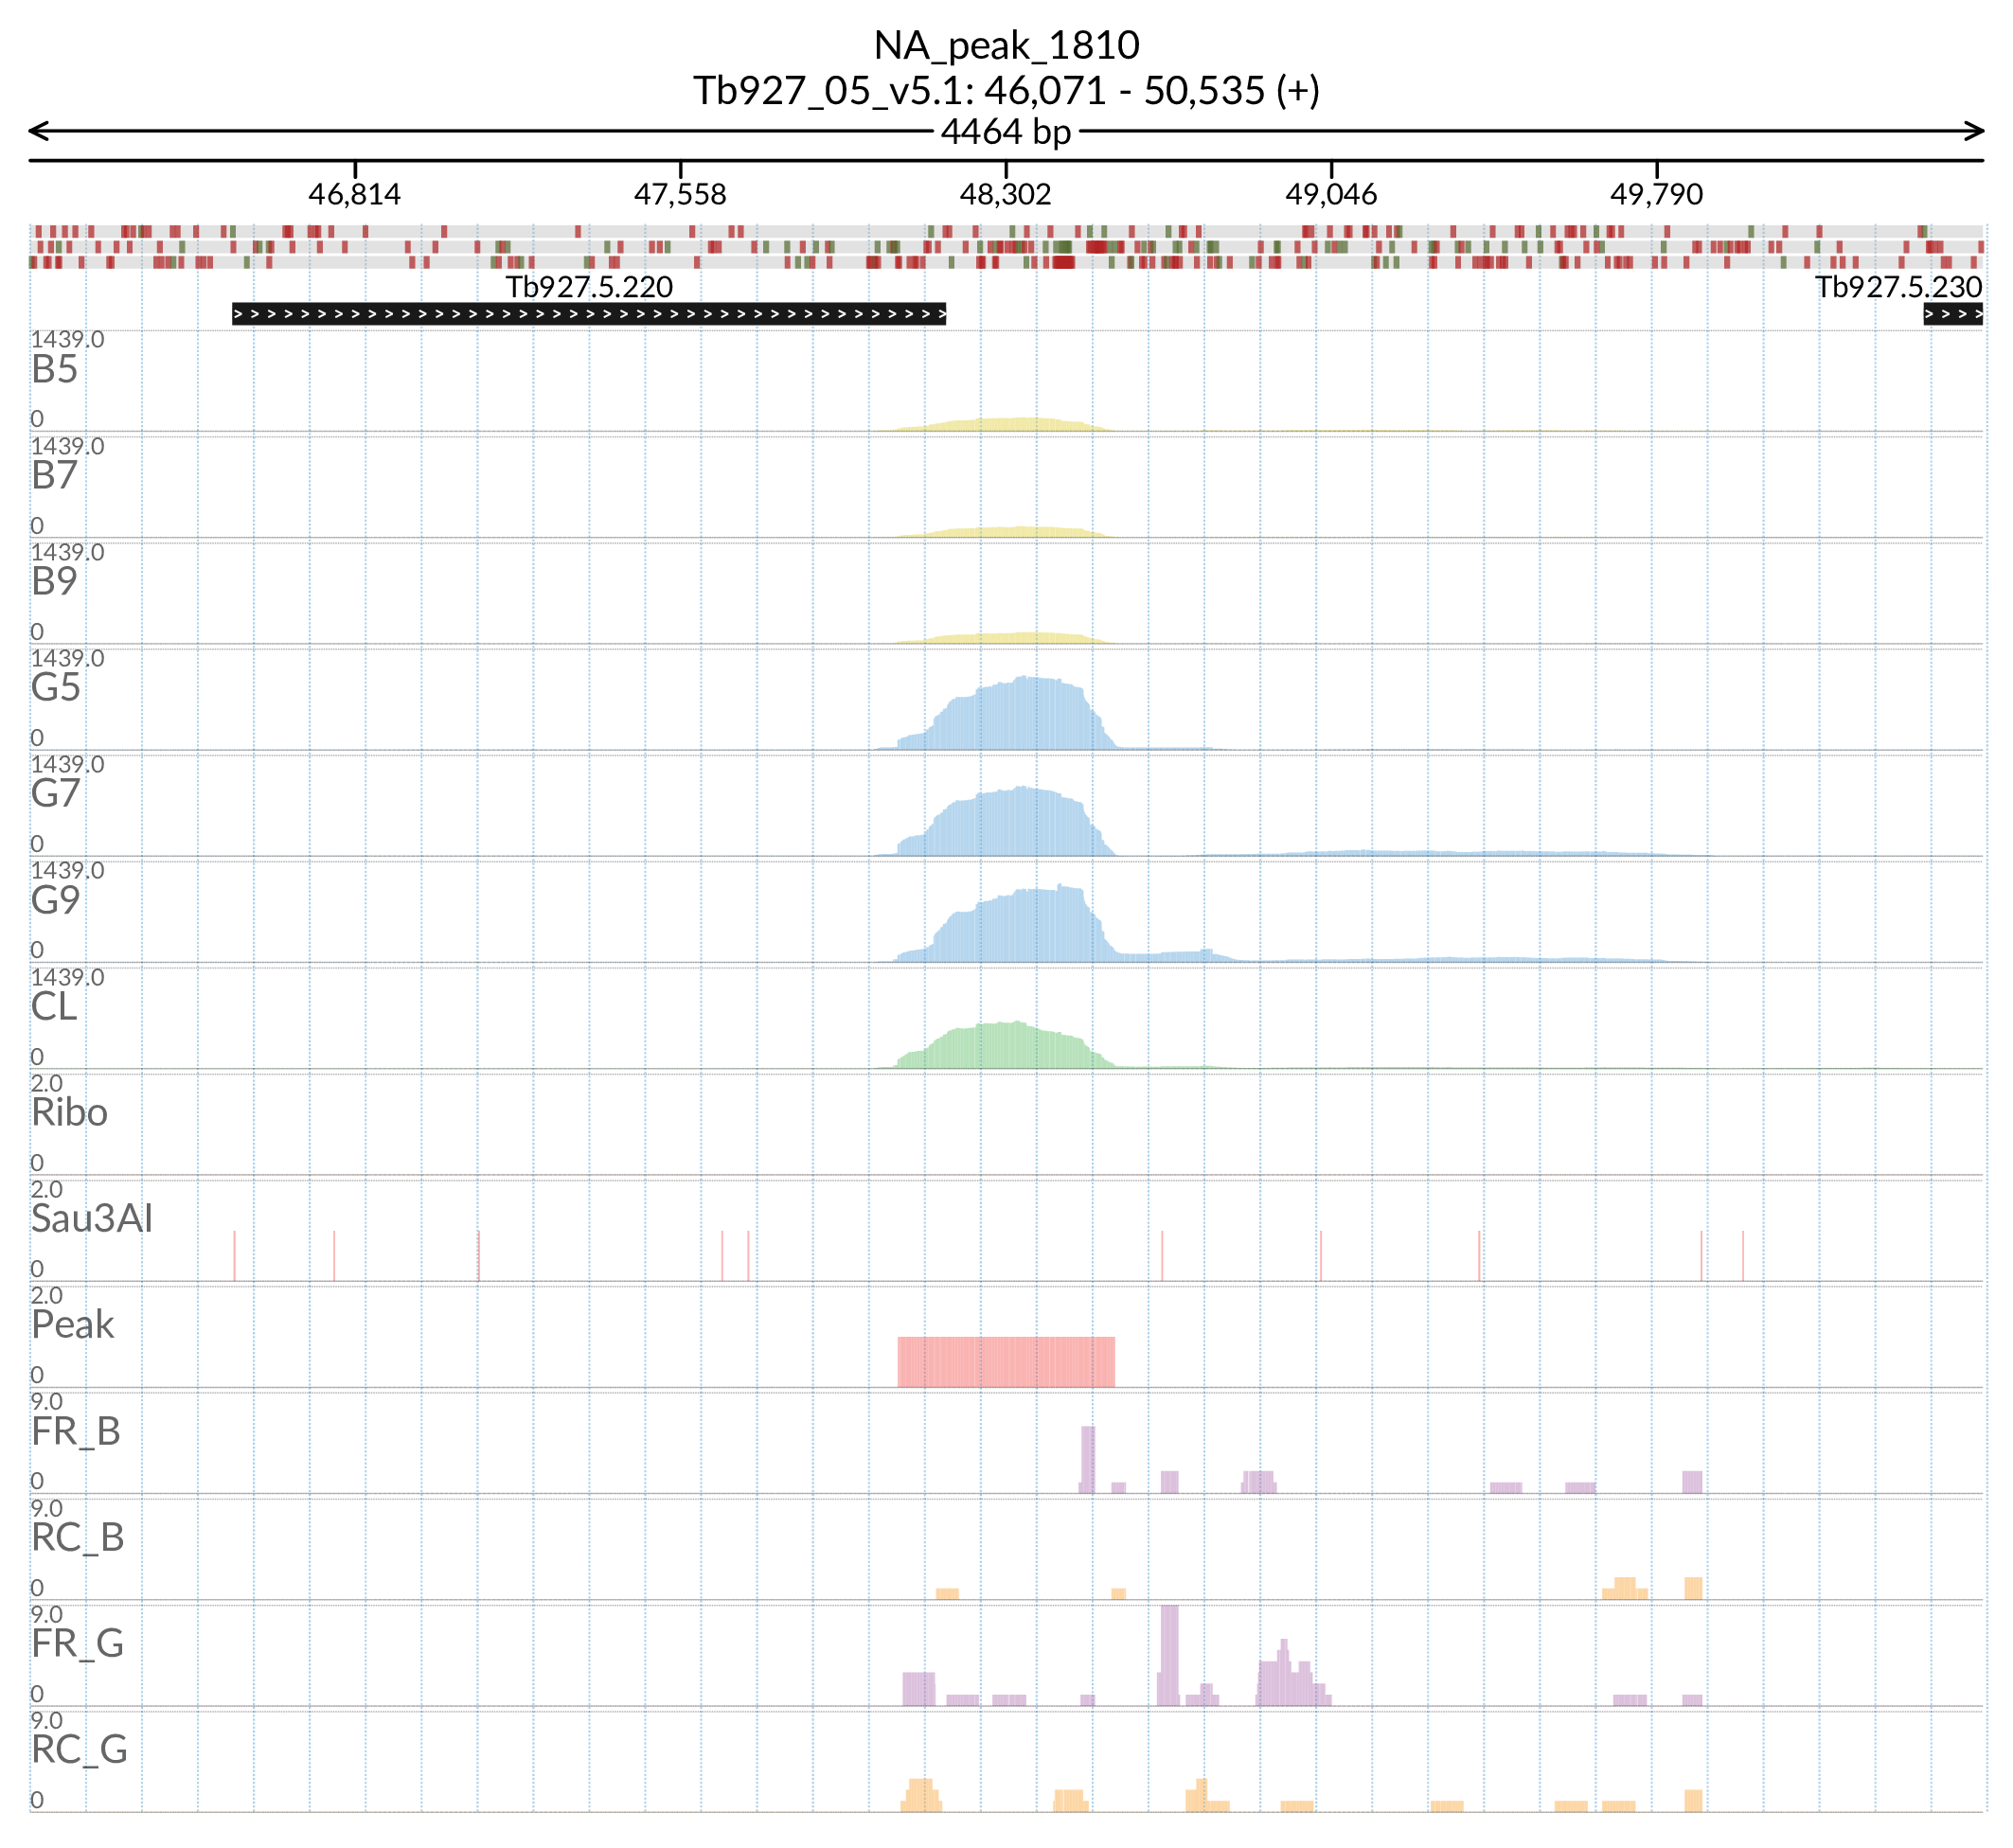 NA_peak_1810
Tb927_05_v5.1: 46,071 - 50,535 (+)
4464 bp
46,814 47,558 48,302 49,046 49,790
Tb927.5.220 Tb927.5.230
1439.0
B5
0
1439.0
B7
0
1439.0
B9
0
1439.0
G5
0
1439.0
G7
0
1439.0
G9
0
1439.0
CL
0
2.0
Ribo
0
2.0
Sau3AI
0
2.0
Peak
0
9.0
FR_B
0
9.0
RC_B
0
9.0
FR_G
0
9.0
RC_G
0